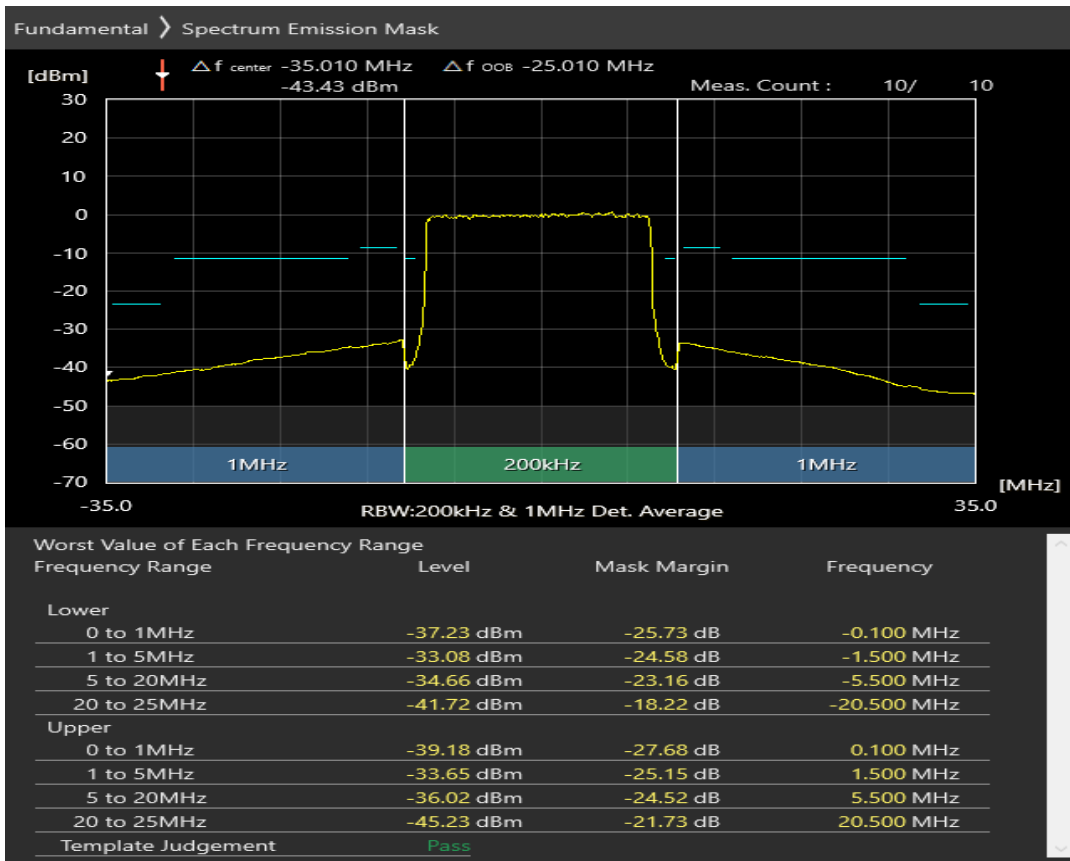 Fundamental ❯ Spectrum Emission Mask
[dBm] Δf center -35.010 MHz Δf OOB -25.010 MHz
-43.43 dBm Meas. Count : 10/ 10
30
20
10
0
-10
-20
-30
-40
-50
-60
1MHz 200kHz 1MHz
-70
[MHz]
-35.0 RBW:200kHz & 1MHz Det. Average 35.0
Worst Value of Each Frequency Range
Frequency Range Level Mask Margin Frequency
Lower
0 to 1MHz -37.23 dBm -25.73 dB -0.100 MHz
1 to 5MHz -33.08 dBm -24.58 dB -1.500 MHz
5 to 20MHz -34.66 dBm -23.16 dB -5.500 MHz
20 to 25MHz -41.72 dBm -18.22 dB -20.500 MHz
Upper
0 to 1MHz -39.18 dBm -27.68 dB 0.100 MHz
1 to 5MHz -33.65 dBm -25.15 dB 1.500 MHz
5 to 20MHz -36.02 dBm -24.52 dB 5.500 MHz
20 to 25MHz -45.23 dBm -21.73 dB 20.500 MHz
Template Judgement Pass